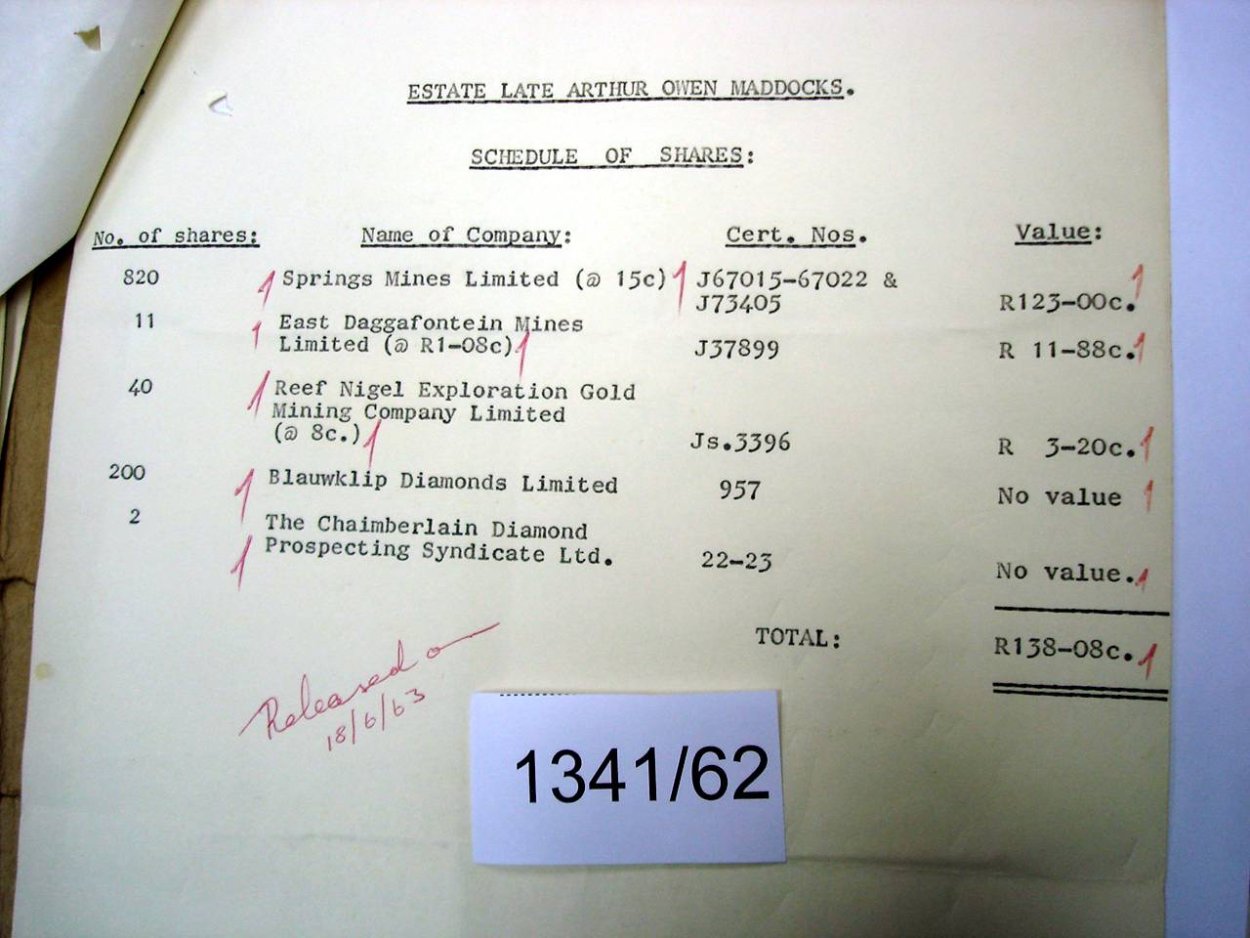 ESTATE LATE ARTHUR OWEN MADDOCKS.
SCHEDULE OF SHARES:
No. of shares: Name of Company: Cert. Nos. Value:
820 Springs Mines Limited (@ 15c) J67015-67022 &
J73405 R123-00c.
11 East Daggafontein Mines
Limited (@ R1-08c) J37899 R 11-88c.
40 Reef Nigel Exploration Gold
Mining Company Limited
(@ 8c.) Js.3396 R 3-20c.
200 Blauwklip Diamonds Limited 957 No value
2 The Chaimberlain Diamond
Prospecting Syndicate Ltd. 22-23 No value.
TOTAL: R138-08c.
Released on
18/6/63
1341/62